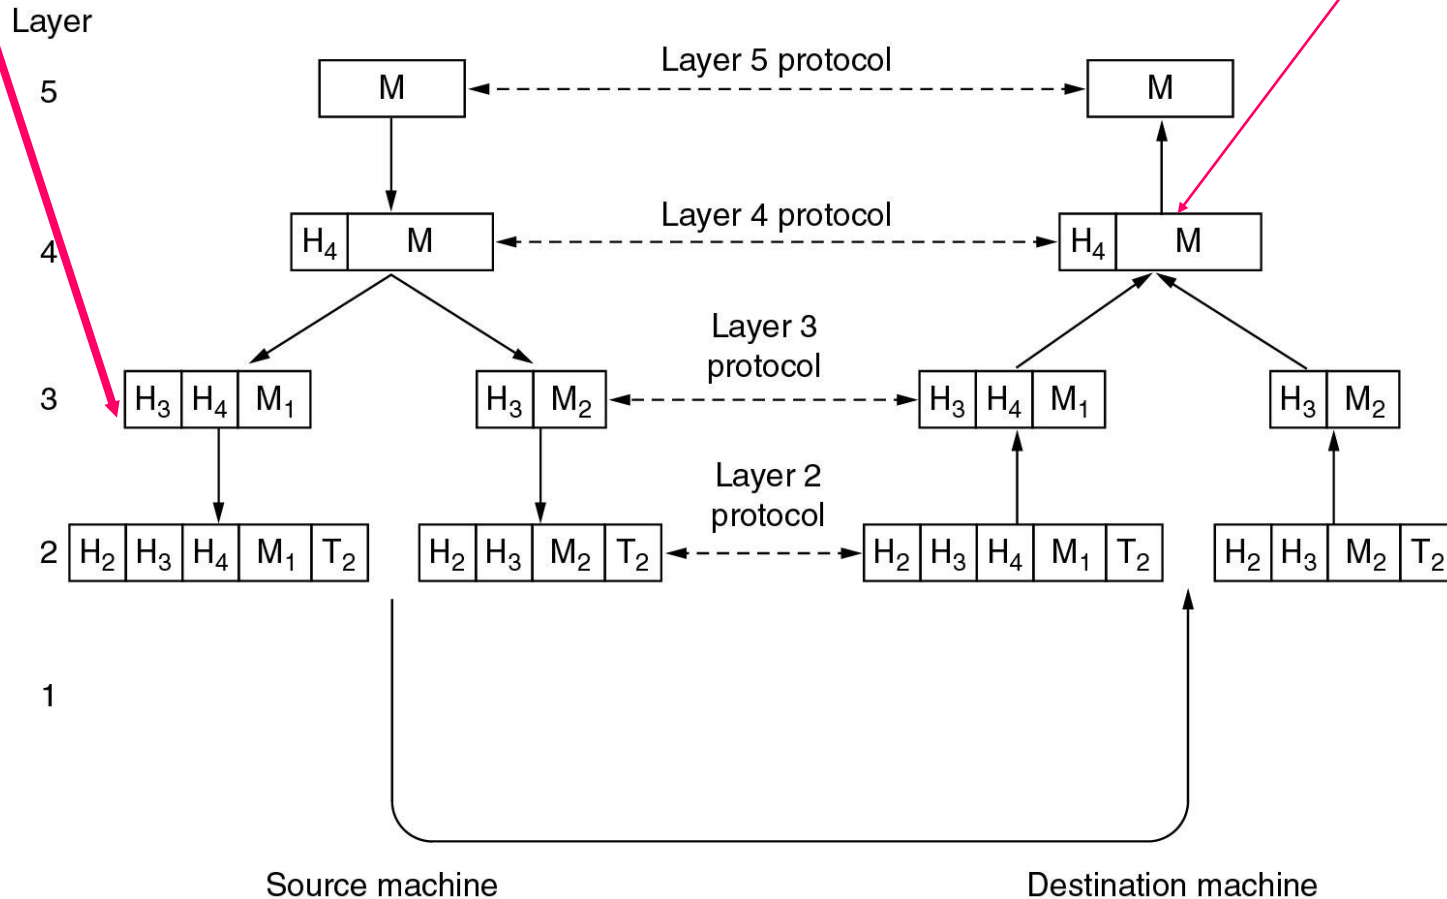 Layer
5 M Layer 5 protocol M
4 H₄ M Layer 4 protocol H₄ M
Layer 3
protocol
3 H₃ H₄ M₁ H₃ M₂ H₃ H₄ M₁ H₃ M₂
Layer 2
protocol
2 H₂ H₃ H₄ M₁ T₂ H₂ H₃ M₂ T₂ H₂ H₃ H₄ M₁ T₂ H₂ H₃ M₂ T₂
1
Source machine Destination machine